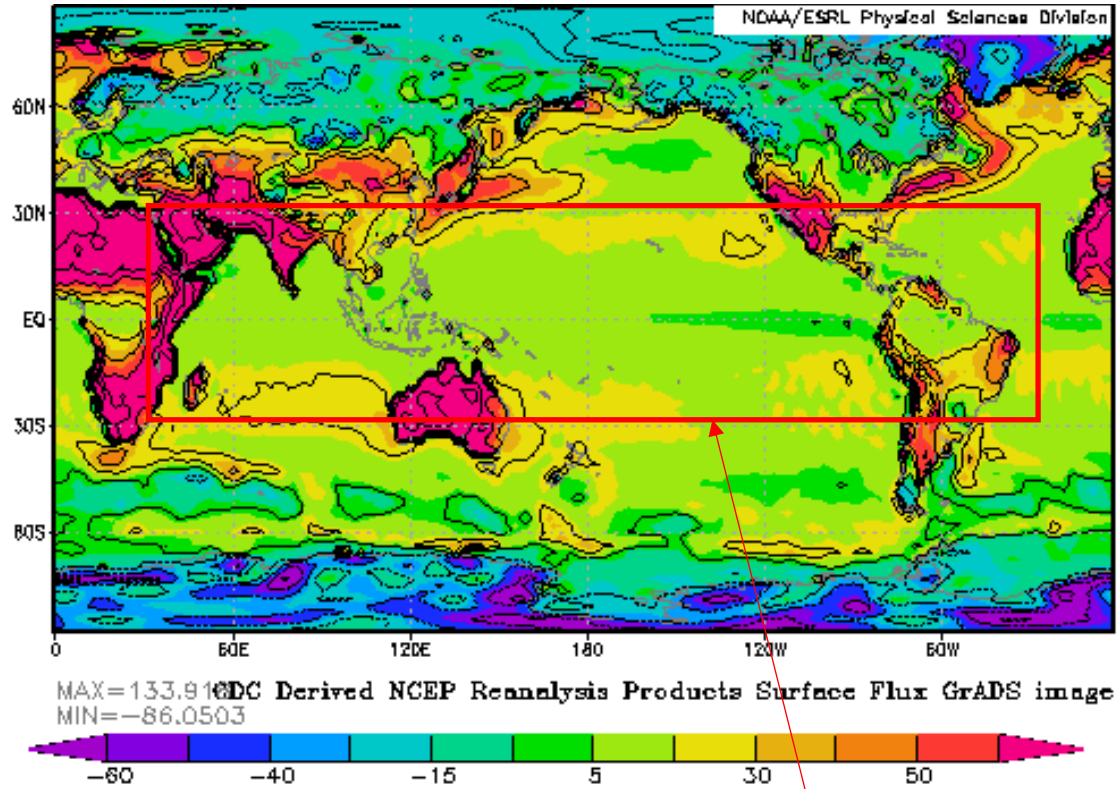 NOAA/ESRL Physical Sciences Division
60N
30N
EQ
30S
60S
0
60E
120E
180
120W
60W
MAX=133.918
CDC Derived NCEP Reanalysis Products Surface Flux GrADS image
MIN=-86.0503
-60 -40 -15 5 30 50